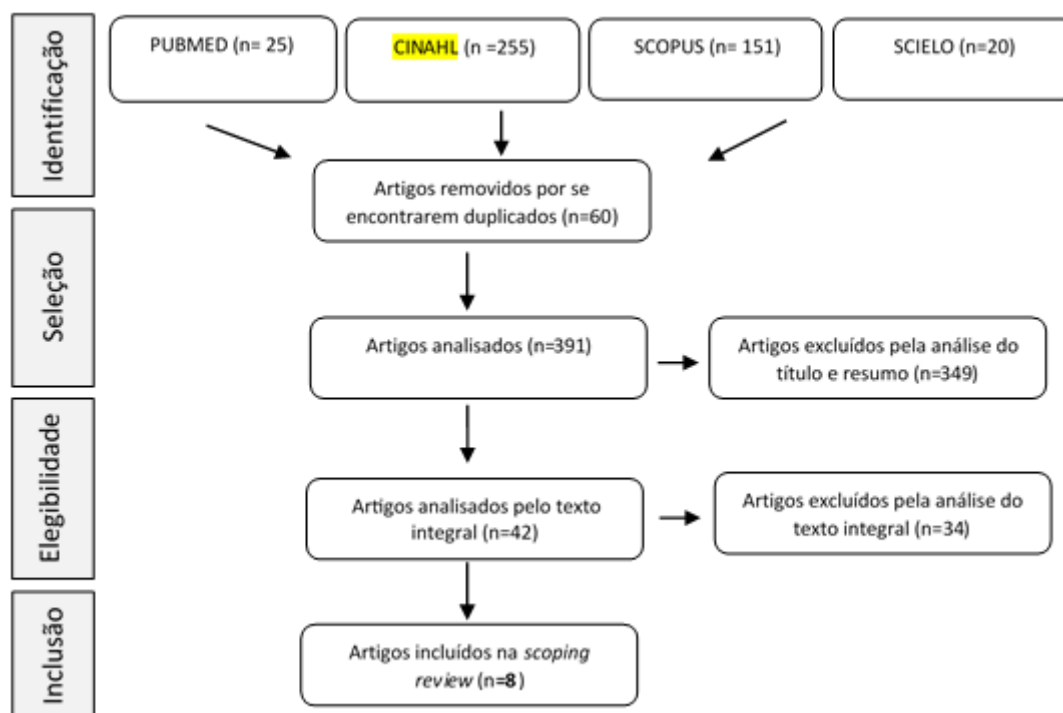 Identificação
PUBMED (n= 25)
CINAHL (n =255)
SCOPUS (n= 151)
SCIELO (n=20)
Artigos removidos por se
encontrarem duplicados (n=60)
Seleção
Artigos analisados (n=391)
Artigos excluídos pela análise do
título e resumo (n=349)
Elegibilidade
Artigos analisados pelo texto
integral (n=42)
Artigos excluídos pela análise do
texto integral (n=34)
Inclusão
Artigos incluídos na scoping
review (n=8)